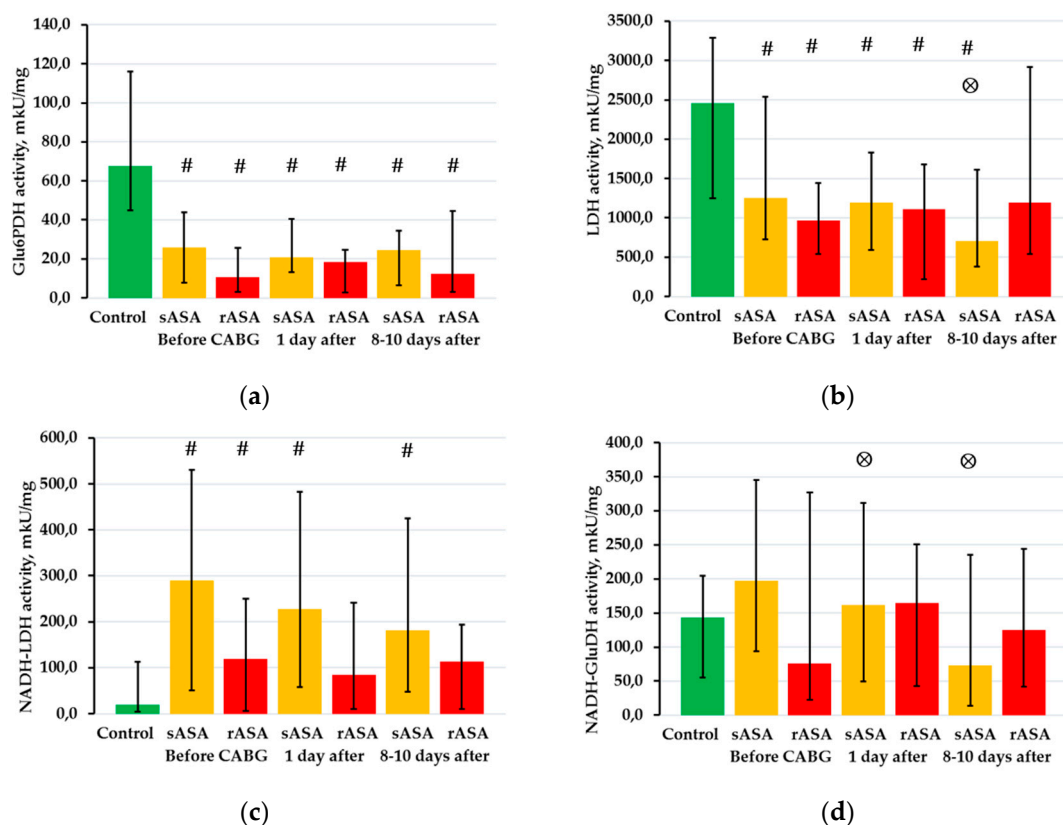 140,0
120,0
100,0
80,0
60,0
40,0
20,0
0,0
Glu6PDH activity, mkU/mg
# # # # # #
Control sASA rASA sASA rASA sASA rASA
Before CABG 1 day after 8-10 days after
(a)
3500,0
3000,0
2500,0
2000,0
1500,0
1000,0
500,0
0,0
LDH activity, mkU/mg
# # # # #
⊗
Control sASA rASA sASA rASA sASA rASA
Before CABG 1 day after 8-10 days after
(b)
600,0
500,0
400,0
300,0
200,0
100,0
0,0
NADH-LDH activity, mkU/mg
# # # #
Control sASA rASA sASA rASA sASA rASA
Before CABG 1 day after 8-10 days after
(c)
400,0
350,0
300,0
250,0
200,0
150,0
100,0
50,0
0,0
NADH-GluDH activity, mkU/mg
⊗ ⊗
Control sASA rASA sASA rASA sASA rASA
Before CABG 1 day after 8-10 days after
(d)